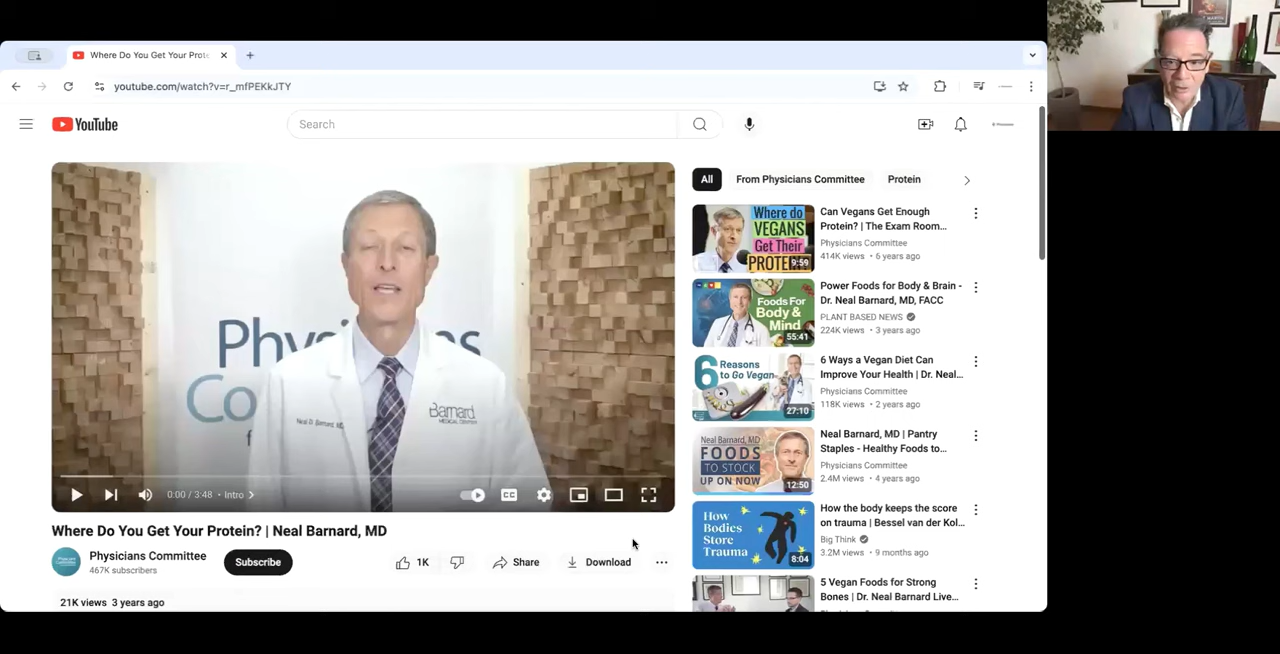 Where Do You Get Your Prote
youtube.com/watch?v=r_mfPEKkJTY
YouTube
Search
Physicians
Co
f
Neal D. Barnard, MD
Barnard
MEDICAL CENTER
0:00 / 3:48 • Intro
CC
Where Do You Get Your Protein? | Neal Barnard, MD
Physicians Committee
467K subscribers
Subscribe
1K
Share
Download
21K views 3 years ago
All
From Physicians Committee
Protein
Where do
VEGANS
Get Their
PROTEIN
9:59
Can Vegans Get Enough
Protein? | The Exam Room...
Physicians Committee
414K views • 6 years ago
Foods For
Body &
Mind
55:41
Power Foods for Body & Brain -
Dr. Neal Barnard, MD, FACC
PLANT BASED NEWS
224K views • 3 years ago
6 Reasons
to Go Vegan
27:10
6 Ways a Vegan Diet Can
Improve Your Health | Dr. Neal...
Physicians Committee
118K views • 2 years ago
Neal Barnard, MD
FOODS
TO STOCK
UP ON NOW
12:50
Neal Barnard, MD | Pantry
Staples - Healthy Foods to...
Physicians Committee
2.4M views • 4 years ago
How
Bodies
Store
Trauma
8:04
How the body keeps the score
on trauma | Bessel van der Kol...
Big Think
3.2M views • 9 months ago
5 Vegan Foods for Strong
Bones | Dr. Neal Barnard Live...